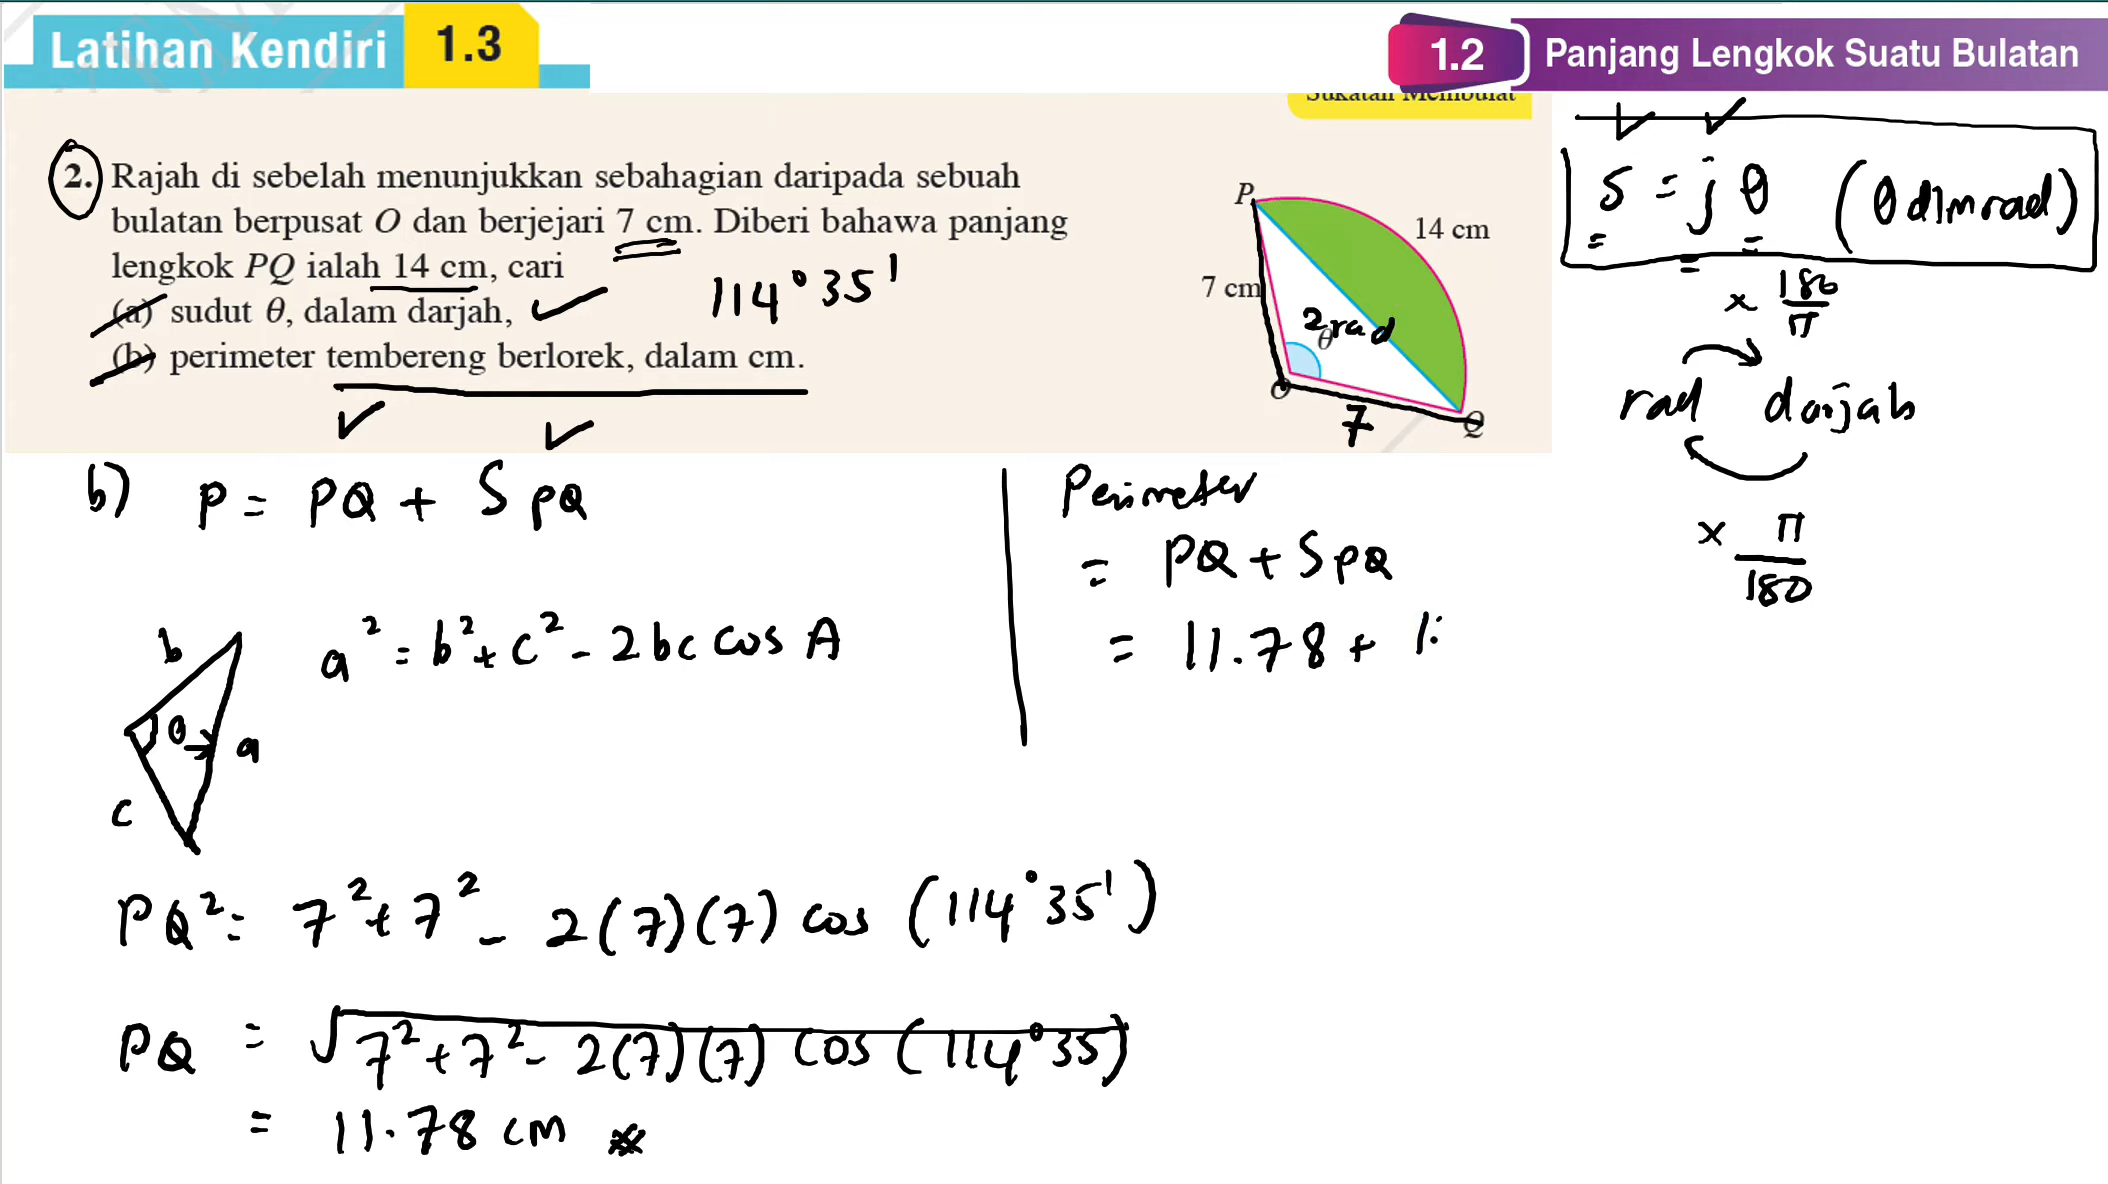 Latihan Kendiri 1.3
1.2 Panjang Lengkok Suatu Bulatan
Sukatan Membulat
2. Rajah di sebelah menunjukkan sebahagian daripada sebuah
bulatan berpusat O dan berjejari 7 cm. Diberi bahawa panjang
lengkok PQ ialah 14 cm, cari
(a) sudut θ, dalam darjah,
114° 35'
(b) perimeter tembereng berlorek, dalam cm.
P
14 cm
7 cm
2 rad
θ
O
7
Q
s = j θ (θ dlm rad)
× 180/π
rad darjah
× π/180
b) P = PQ + S PQ
a² = b² + c² - 2bc cos A
b
θ
a
c
PQ² = 7² + 7² - 2(7)(7) cos (114°35')
PQ = √7² + 7² - 2(7)(7) cos (114°35)
= 11.78 cm
Perimeter
= PQ + S PQ
= 11.78 +